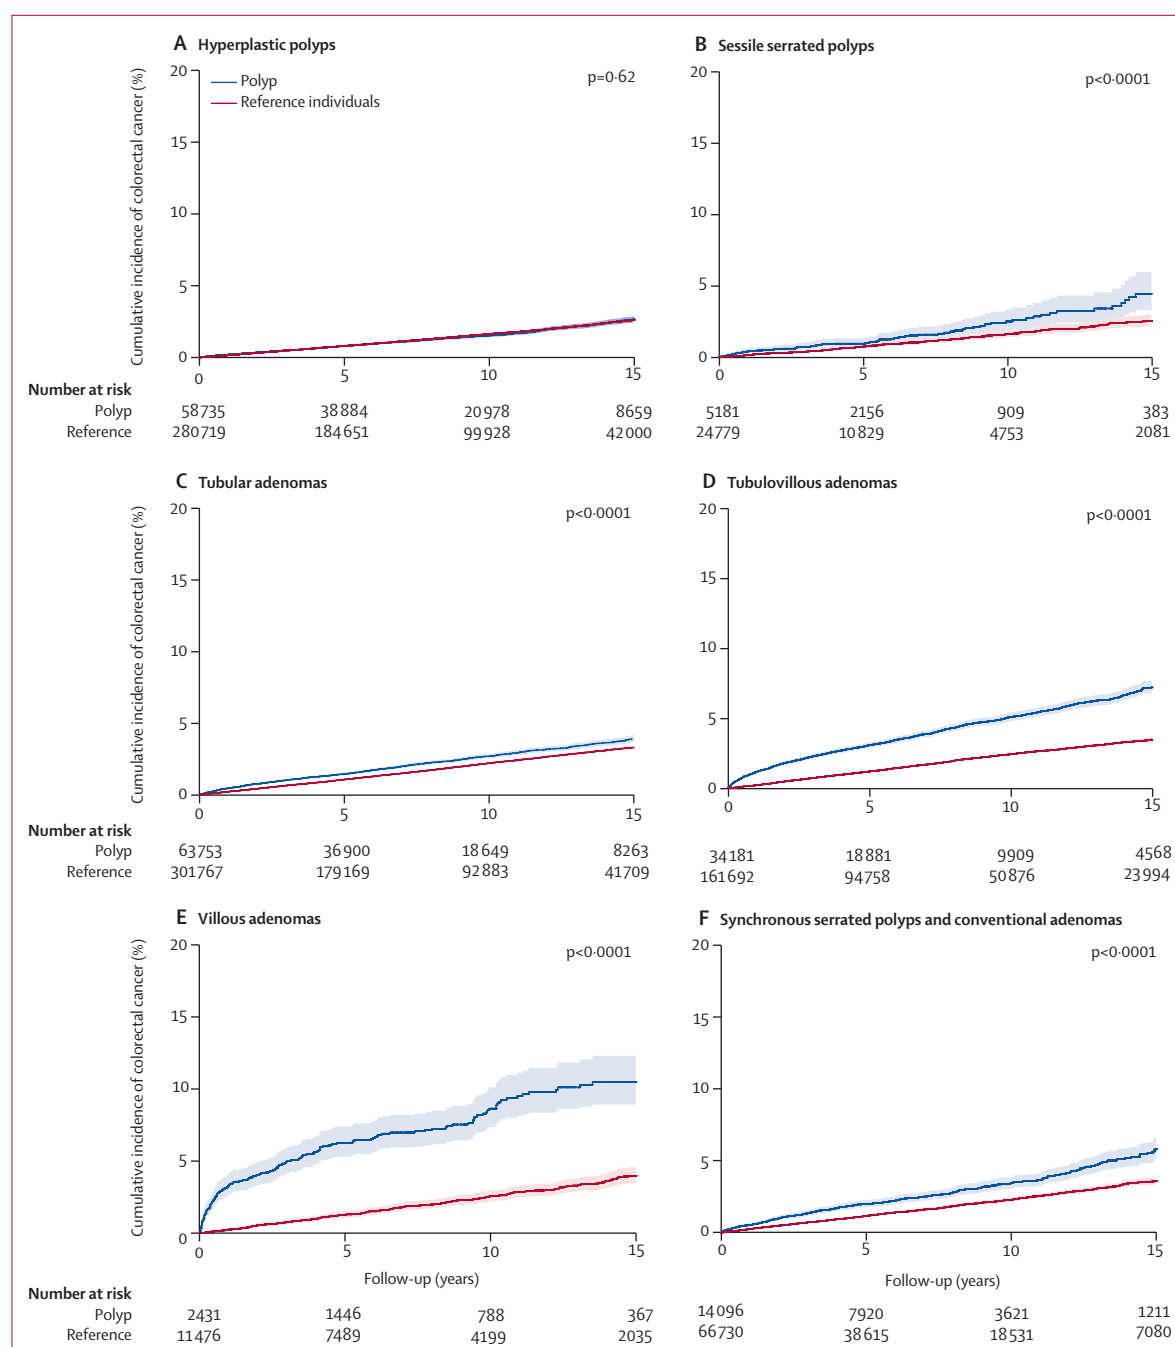 A Hyperplastic polyps
Cumulative incidence of colorectal cancer (%)
20
15
10
5
0
Polyp
Reference individuals
p=0·62
0 5 10 15
Number at risk
Polyp 58735 38884 20978 8659
Reference 280719 184651 99928 42000
B Sessile serrated polyps
20
15
10
5
0
p<0·0001
0 5 10 15
5181 2156 909 383
24779 10829 4753 2081
C Tubular adenomas
Cumulative incidence of colorectal cancer (%)
20
15
10
5
0
p<0·0001
0 5 10 15
Number at risk
Polyp 63753 36900 18649 8263
Reference 301767 179169 92883 41709
D Tubulovillous adenomas
20
15
10
5
0
p<0·0001
0 5 10 15
34181 18881 9909 4568
161692 94758 50876 23994
E Villous adenomas
Cumulative incidence of colorectal cancer (%)
20
15
10
5
0
p<0·0001
0 5 10 15
Follow-up (years)
Number at risk
Polyp 2431 1446 788 367
Reference 11476 7489 4199 2035
F Synchronous serrated polyps and conventional adenomas
20
15
10
5
0
p<0·0001
0 5 10 15
Follow-up (years)
14096 7920 3621 1211
66730 38615 18531 7080